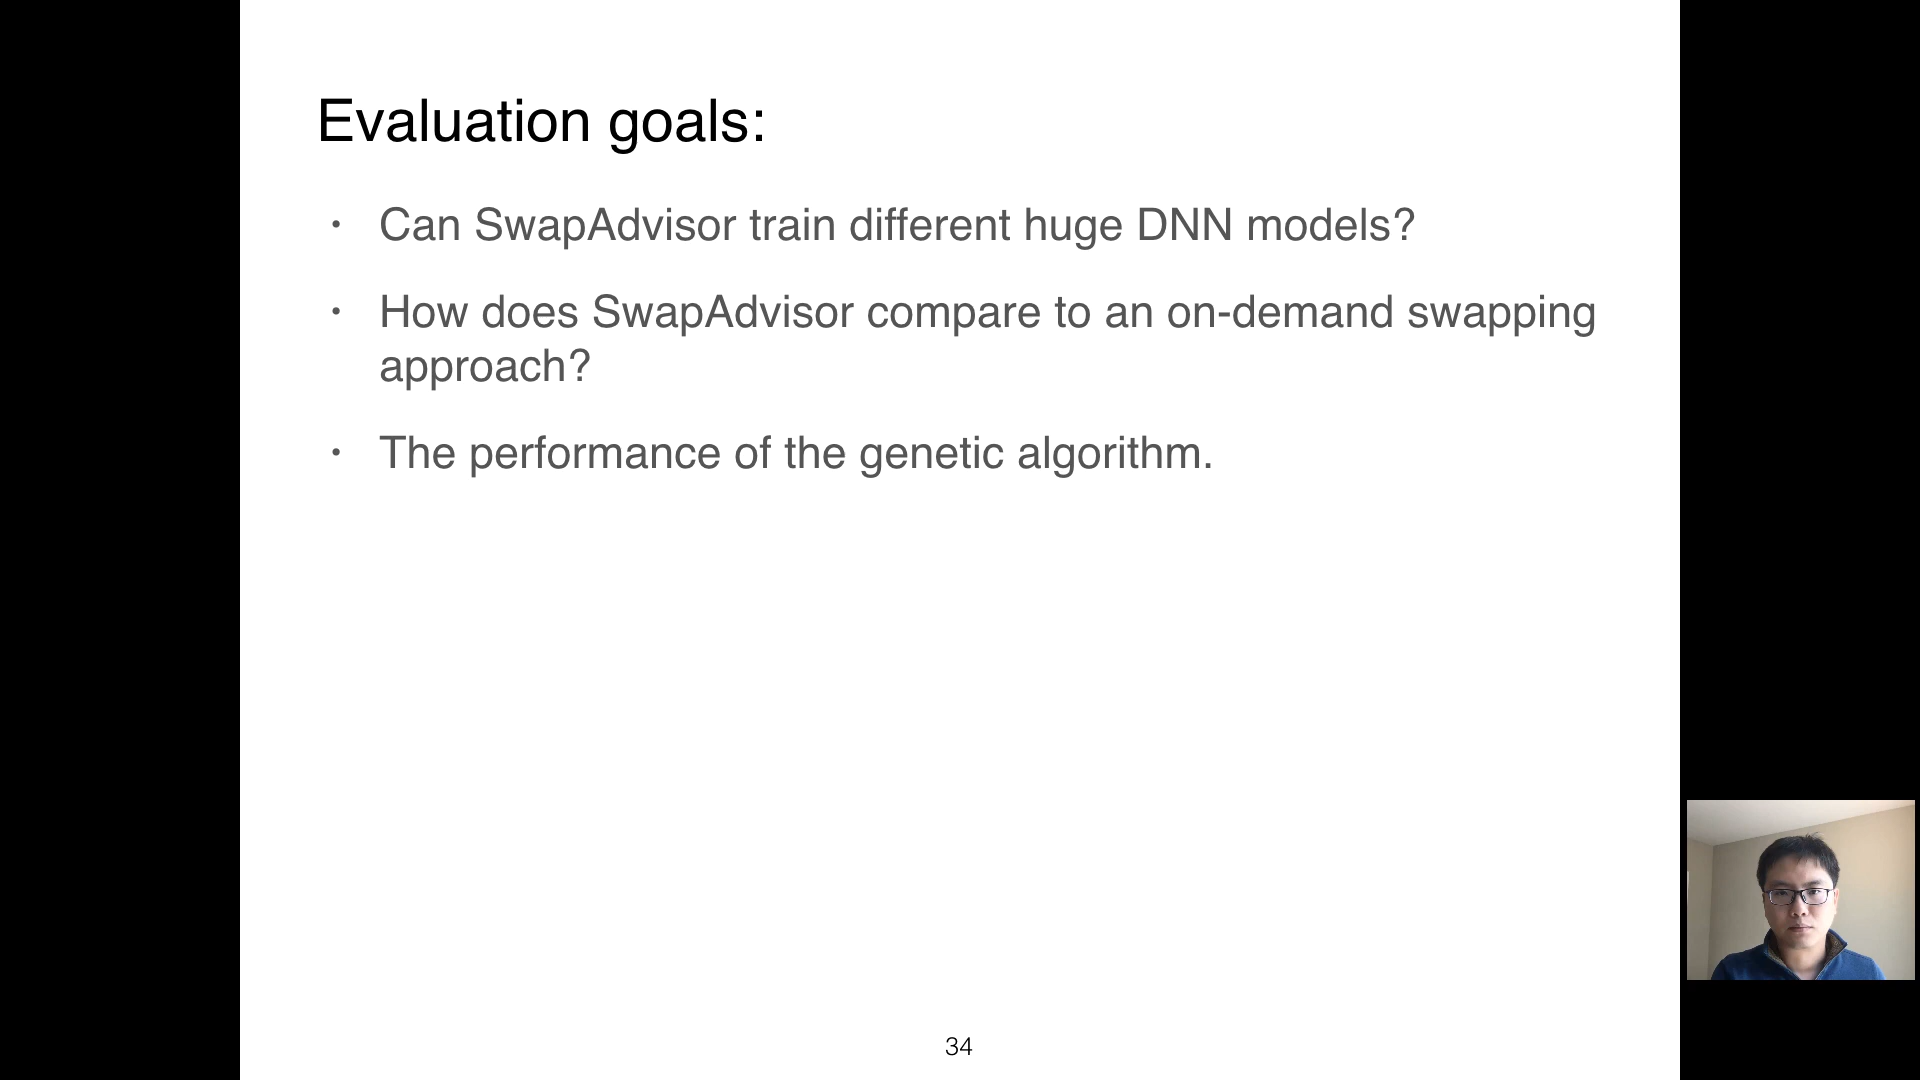 Evaluation goals:
• Can SwapAdvisor train different huge DNN models?
• How does SwapAdvisor compare to an on-demand swapping
approach?
• The performance of the genetic algorithm.
34